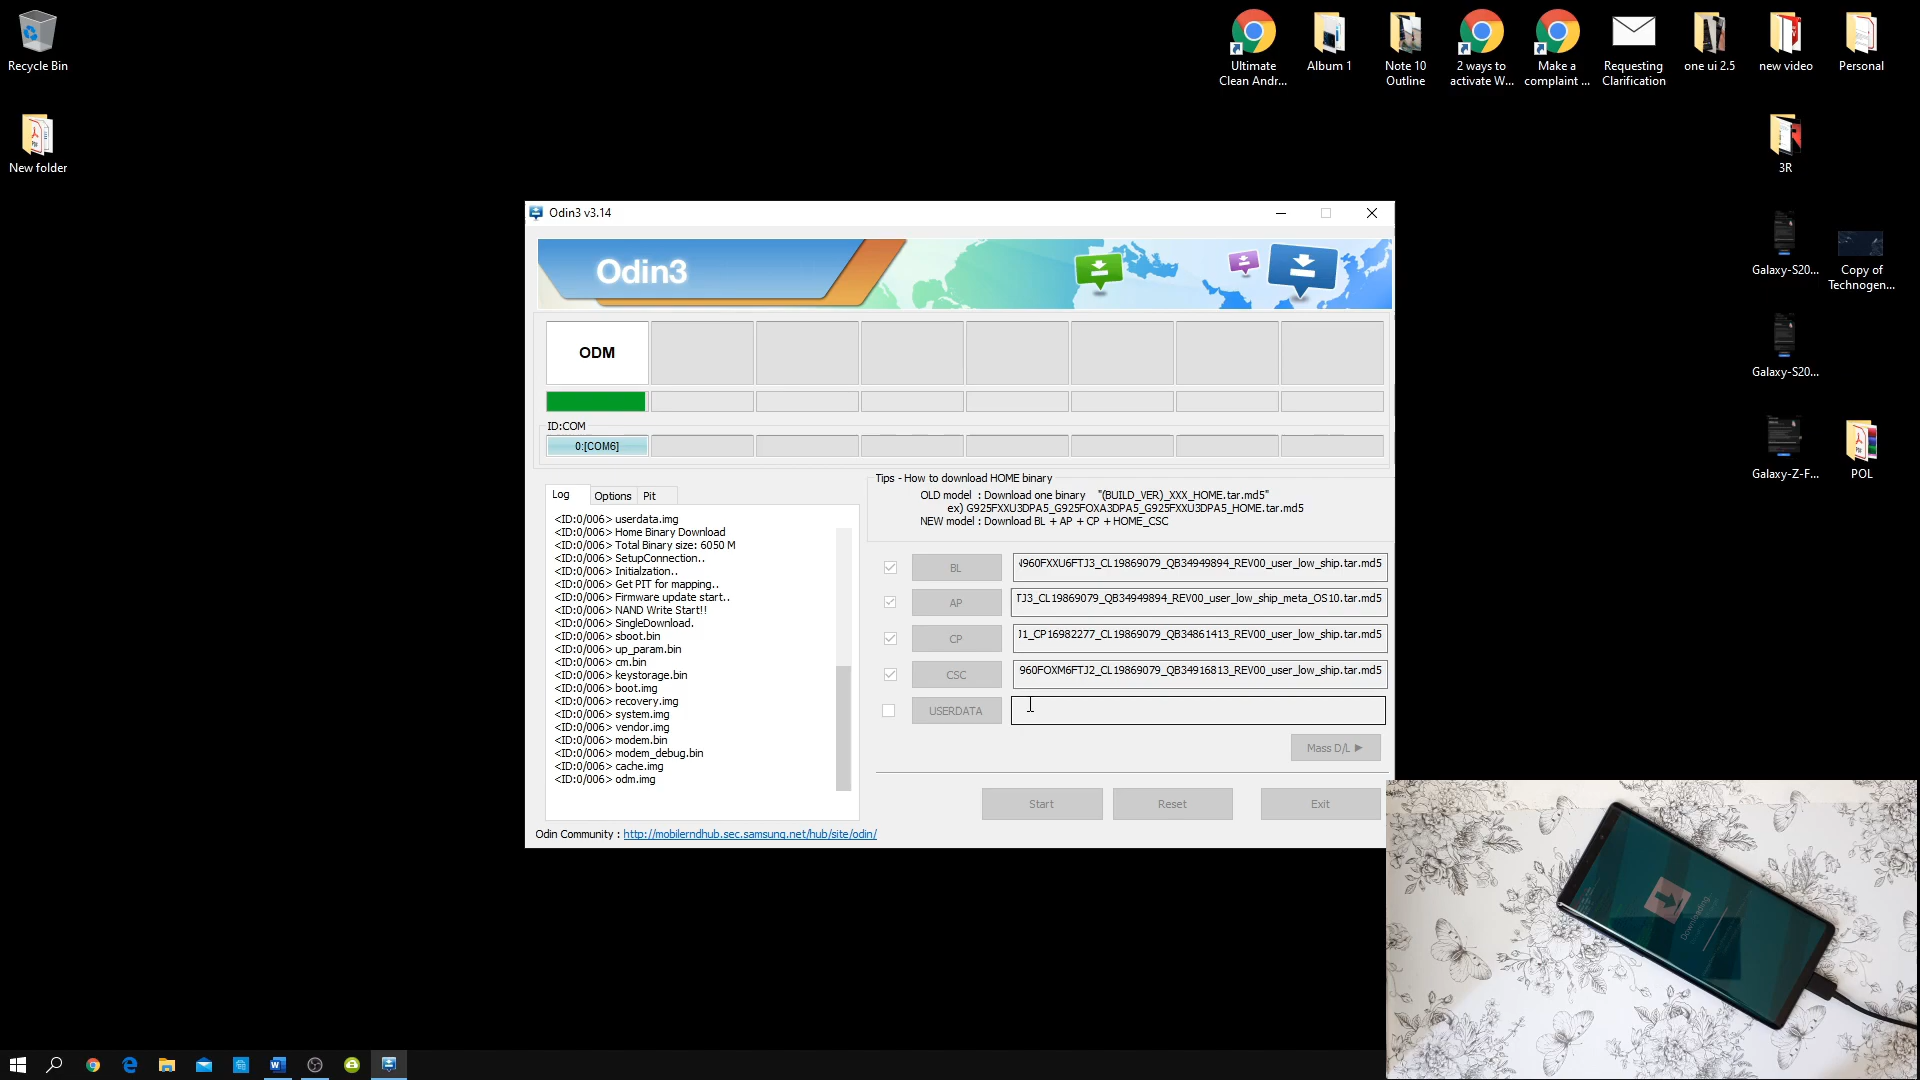 Recycle Bin
New folder
Ultimate
Clean Andr...
Album 1
Note 10
Outline
2 ways to
activate W...
Make a
complaint ...
Requesting
Clarification
one ui 2.5
new video
Personal
3R
Galaxy-S20...
Copy of
Technogen...
Galaxy-S20...
Galaxy-Z-F...
POL
Odin3 v3.14
Odin3
ODM
ID:COM
0:[COM6]
Log
Options
Pit
<ID:0/006> userdata.img
<ID:0/006> Home Binary Download
<ID:0/006> Total Binary size: 6050 M
<ID:0/006> SetupConnection..
<ID:0/006> Initialzation..
<ID:0/006> Get PIT for mapping..
<ID:0/006> Firmware update start..
<ID:0/006> NAND Write Start!!
<ID:0/006> SingleDownload.
<ID:0/006> sboot.bin
<ID:0/006> up_param.bin
<ID:0/006> cm.bin
<ID:0/006> keystorage.bin
<ID:0/006> boot.img
<ID:0/006> recovery.img
<ID:0/006> system.img
<ID:0/006> vendor.img
<ID:0/006> modem.bin
<ID:0/006> modem_debug.bin
<ID:0/006> cache.img
<ID:0/006> odm.img
Tips - How to download HOME binary
OLD model : Download one binary "(BUILD_VER)_XXX_HOME.tar.md5"
ex) G925FXXU3DPA5_G925FOXA3DPA5_G925FXXU3DPA5_HOME.tar.md5
NEW model : Download BL + AP + CP + HOME_CSC
BL
N960FXXU6FTJ3_CL19869079_QB34949894_REV00_user_low_ship.tar.md5
AP
TJ3_CL19869079_QB34949894_REV00_user_low_ship_meta_OS10.tar.md5
CP
J1_CP16982277_CL19869079_QB34861413_REV00_user_low_ship.tar.md5
CSC
960FOXM6FTJ2_CL19869079_QB34916813_REV00_user_low_ship.tar.md5
USERDATA
Mass D/L ►
Start
Reset
Exit
Odin Community : http://mobilerndhub.sec.samsung.net/hub/site/odin/
Downloading